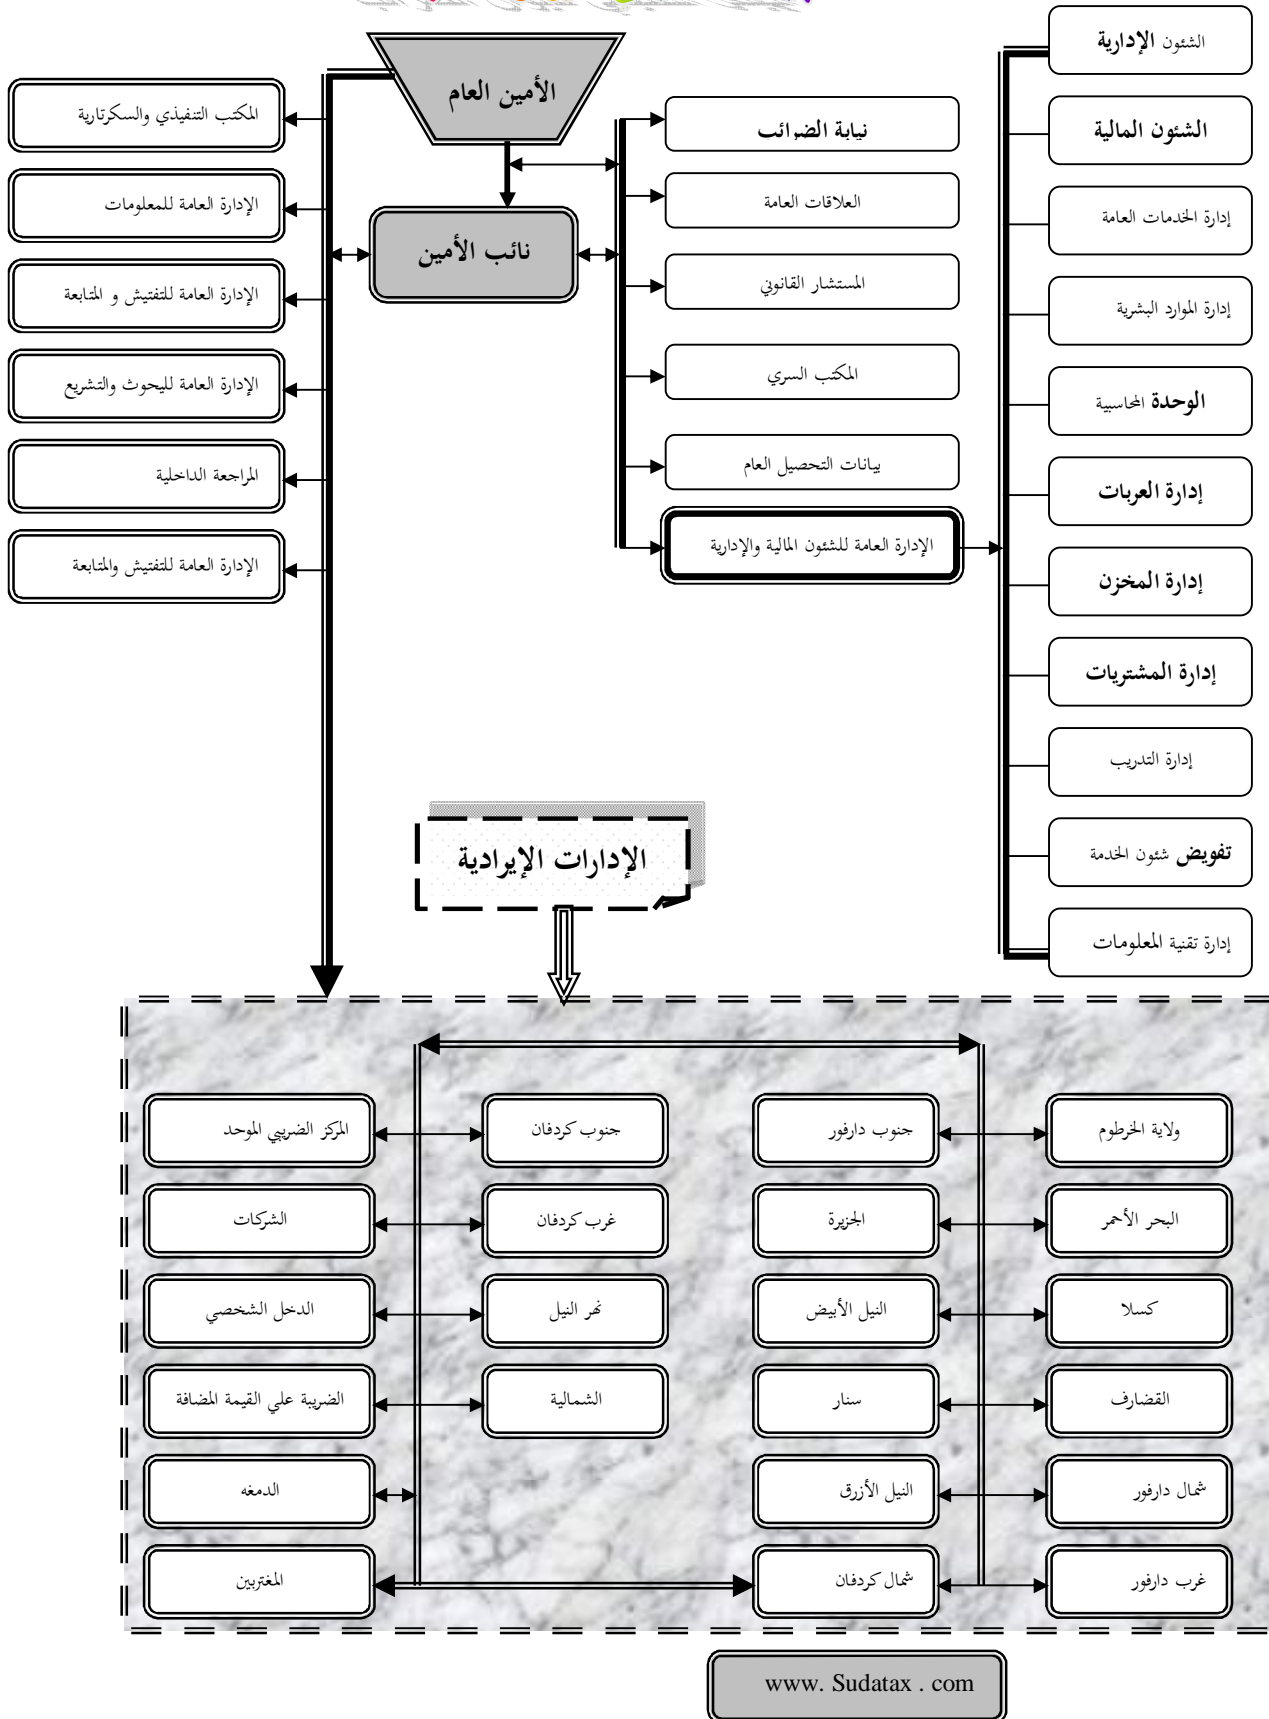 الأمين العام
نائب الأمين
المكتب التنفيذي والسكرتارية
الإدارة العامة للمعلومات
الإدارة العامة للتفتيش و المتابعة
الإدارة العامة لليحوث والتشريع
المراجعة الداخلية
الإدارة العامة للتفتيش والمتابعة
نيابة الضرائب
العلاقات العامة
المستشار القانوني
المكتب السري
بيانات التحصيل العام
الإدارة العامة للشئون المالية والإدارية
الشئون الإدارية
الشئون المالية
إدارة الخدمات العامة
إدارة الموارد البشرية
الوحدة المحاسبية
إدارة العربات
إدارة المخزن
إدارة المشتريات
إدارة التدريب
تفويض شئون الخدمة
إدارة تقنية المعلومات
الإدارات الإيرادية
ولاية الخرطوم
البحر الأحمر
كسلا
القضارف
شمال دارفور
غرب دارفور
جنوب دارفور
الجزيرة
النيل الأبيض
سنار
النيل الأزرق
شمال كردفان
جنوب كردفان
غرب كردفان
نهر النيل
الشمالية
المركز الضريبي الموحد
الشركات
الدخل الشخصي
الضريبة علي القيمة المضافة
الدمغه
المغتربين
www. Sudatax . com